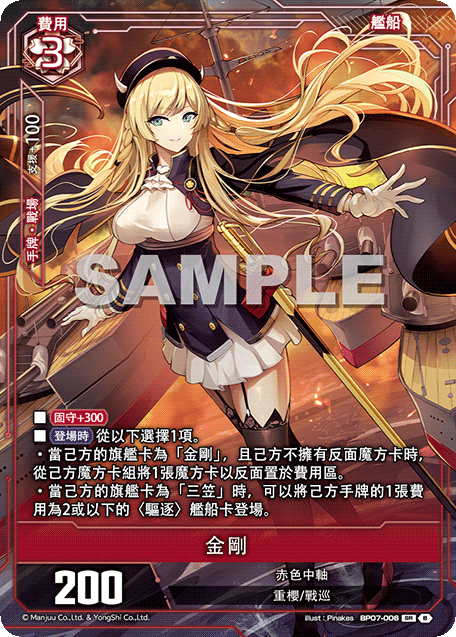 費用
3
艦船
支援+100
手牌・戰場
SAMPLE
■ 固守+300
■ 登場時 從以下選擇1項。
・當己方的旗艦卡為「金剛」，且己方不擁有反面魔方卡時，
從己方魔方卡組將1張魔方卡以反面置於費用區。
・當己方的旗艦卡為「三笠」時，可以將己方手牌的1張費
用為2或以下的〈驅逐〉艦船卡登場。
金剛
200
赤色中軸
重櫻/戰巡
© Manjuu Co.,Ltd. & YongShi Co.,Ltd.
Illust : Pinakes BP07-006 SR